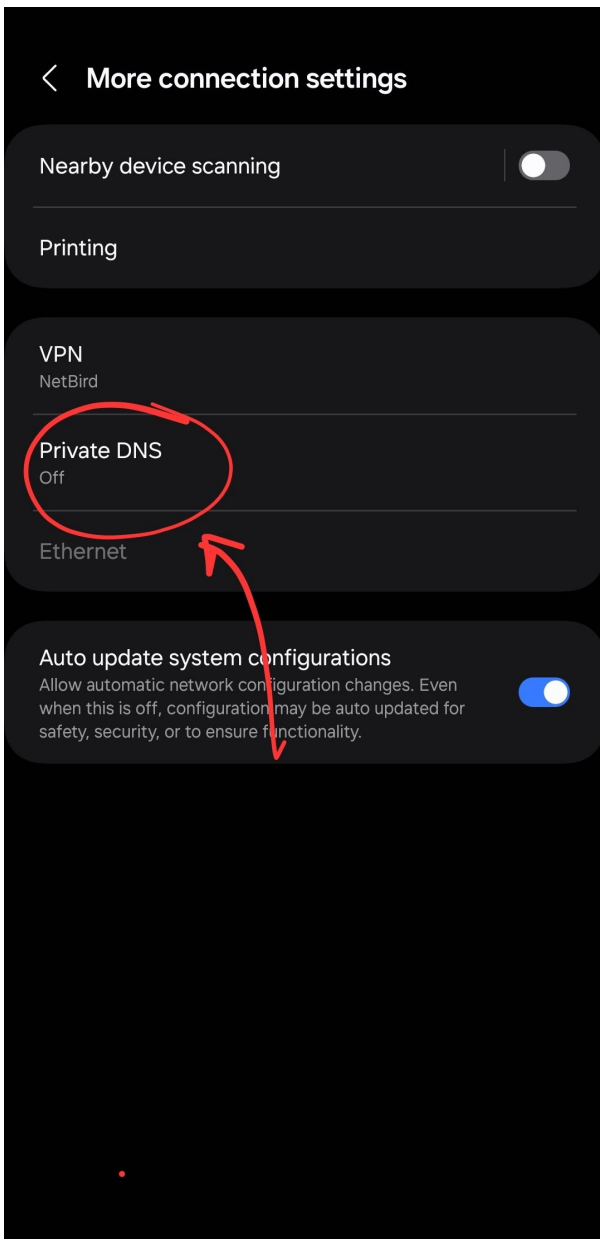 More connection settings
Nearby device scanning
Printing
VPN
NetBird
Private DNS
Off
Ethernet
Auto update system configurations
Allow automatic network configuration changes. Even
when this is off, configuration may be auto updated for
safety, security, or to ensure functionality.